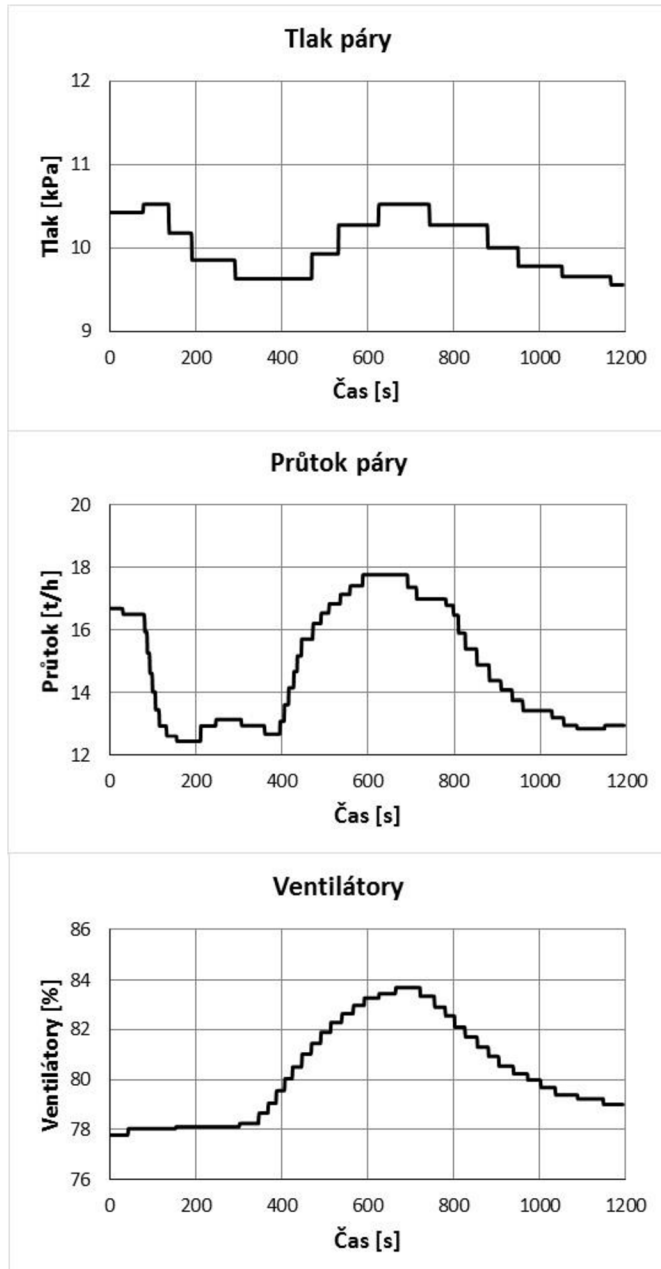 Tlak páry
12
11
10
9
Tlak [kPa]
0 200 400 600 800 1000 1200
Čas [s]
Průtok páry
20
18
16
14
12
Průtok [t/h]
0 200 400 600 800 1000 1200
Čas [s]
Ventilátory
86
84
82
80
78
76
Ventilátory [%]
0 200 400 600 800 1000 1200
Čas [s]